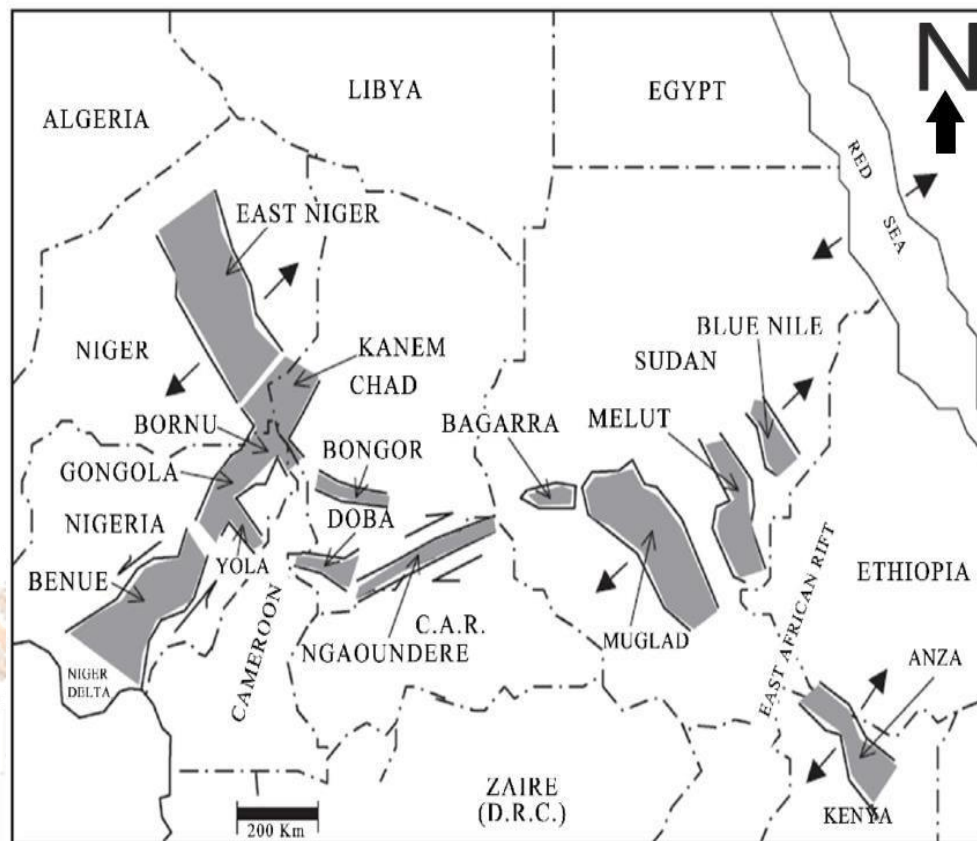 N
LIBYA
EGYPT
ALGERIA
RED
SEA
EAST NIGER
BLUE NILE
NIGER
KANEM
SUDAN
CHAD
BORNU
BAGARRA
MELUT
BONGOR
GONGOLA
DOBA
NIGERIA
YOLA
ETHIOPIA
BENUE
C.A.R.
MUGLAD
NGAOUNDERE
ANZA
NIGER
DELTA
CAMEROON
EAST AFRICAN RIFT
ZAIRE
(D.R.C.)
KENYA
200 Km